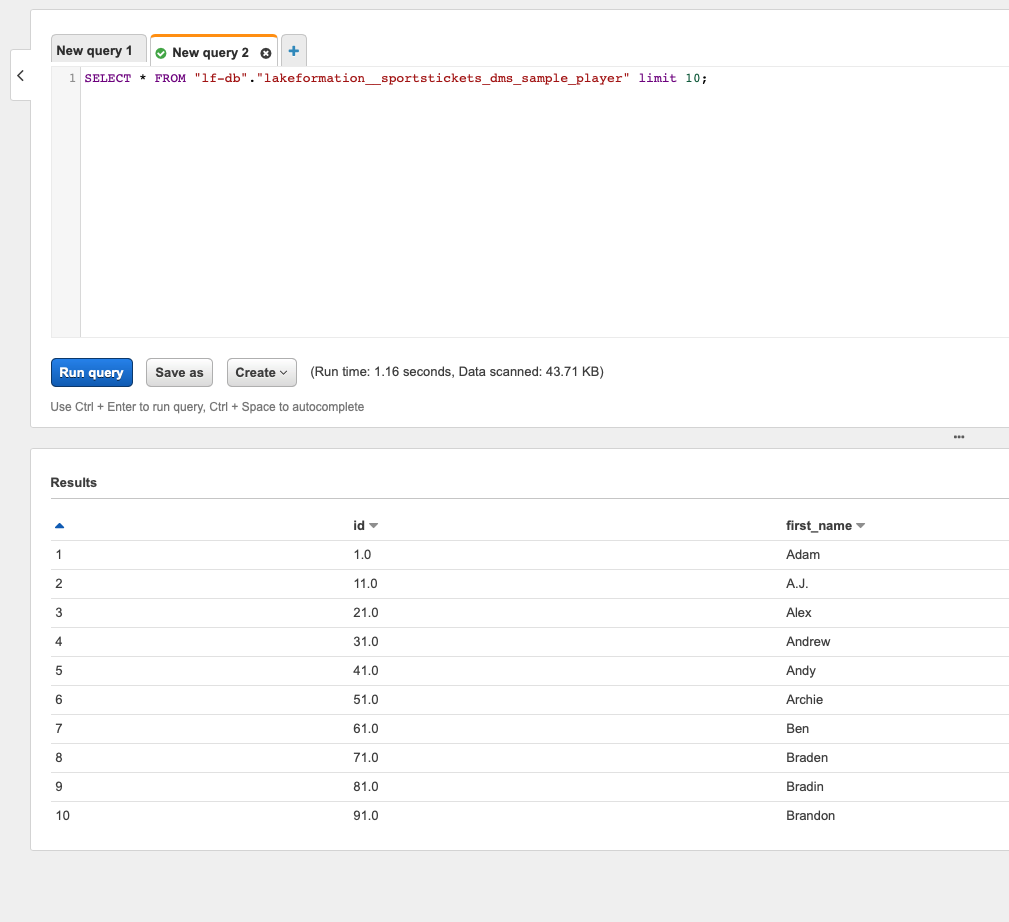 New query 1 New query 2
1 SELECT * FROM "lf-db"."lakeformation__sportstickets_dms_sample_player" limit 10;
Run query Save as Create (Run time: 1.16 seconds, Data scanned: 43.71 KB)
Use Ctrl + Enter to run query, Ctrl + Space to autocomplete
Results
id first_name
1 1.0 Adam
2 11.0 A.J.
3 21.0 Alex
4 31.0 Andrew
5 41.0 Andy
6 51.0 Archie
7 61.0 Ben
8 71.0 Braden
9 81.0 Bradin
10 91.0 Brandon